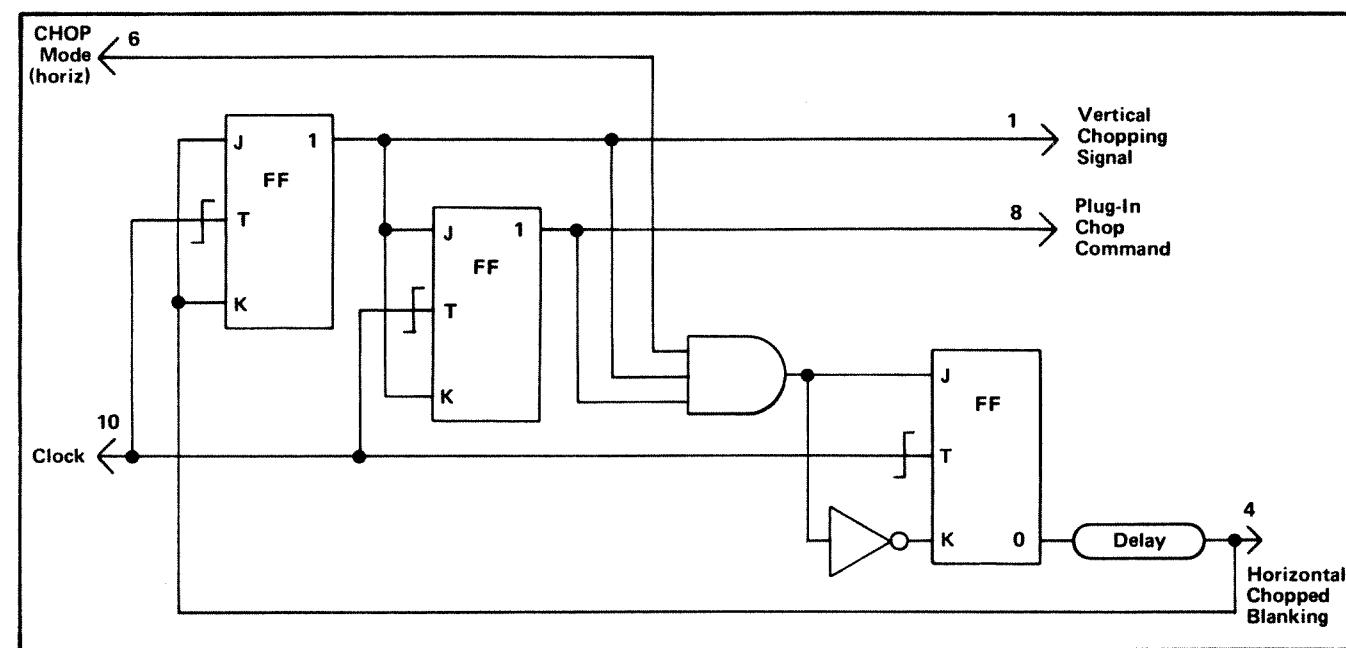 CHOP
Mode
(horiz)
6
J 1
FF
T
K
1
Vertical
Chopping
Signal
J 1
FF
T
K
8
Plug-In
Chop
Command
10
Clock
J
FF
T
K 0
Delay
4
Horizontal
Chopped
Blanking